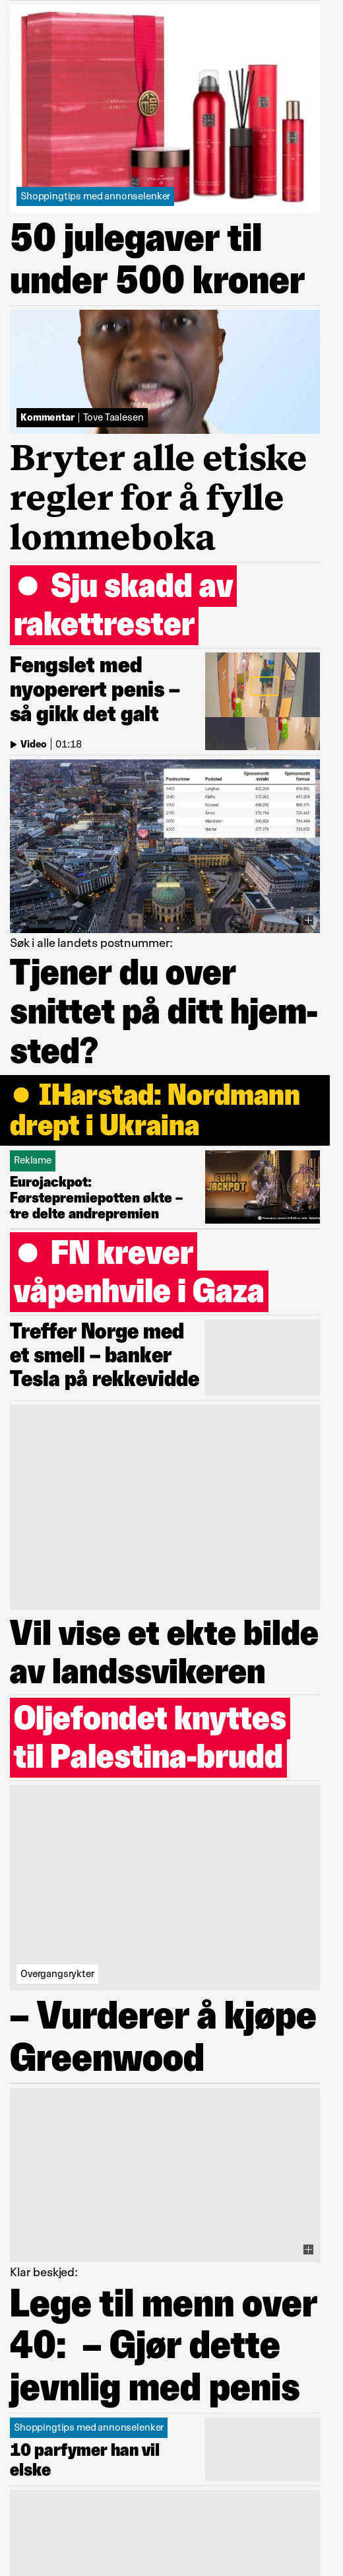 Shoppingtips med annonselenker
50 julegaver til
under 500 kroner
Kommentar | Tove Taalesen
Bryter alle etiske
regler for å fylle
lommeboka
Sju skadd av
rakettrester
Fengslet med
nyoperert penis –
så gikk det galt
Video | 01:18
Søk i alle landets postnummer:
Tjener du over
snittet på ditt hjem-
sted?
IHarstad: Nordmann
drept i Ukraina
Reklame
Eurojackpot:
Førstepremiepotten økte –
tre delte andrepremien
EURO
JACKPOT
FN krever
våpenhvile i Gaza
Treffer Norge med
et smell – banker
Tesla på rekkevidde
Vil vise et ekte bilde
av landssvikeren
Oljefondet knyttes
til Palestina-brudd
Overgangsrykter
– Vurderer å kjøpe
Greenwood
Klar beskjed:
Lege til menn over
40: – Gjør dette
jevnlig med penis
Shoppingtips med annonselenker
10 parfymer han vil
elske